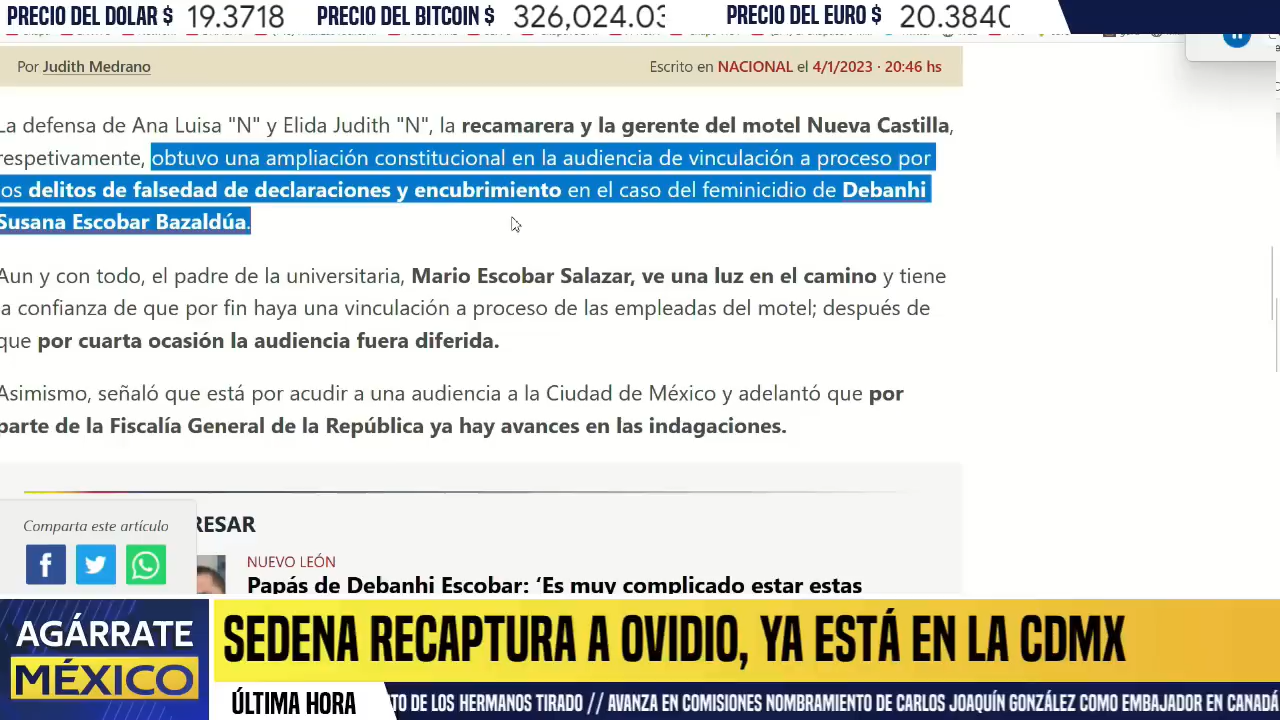 PRECIO DEL DOLAR $ 19.3718 PRECIO DEL BITCOIN $ 326,024.03 PRECIO DEL EURO $ 20.3840
Por Judith Medrano Escrito en NACIONAL el 4/1/2023 · 20:46 hs
La defensa de Ana Luisa "N" y Elida Judith "N", la recamarera y la gerente del motel Nueva Castilla,
respetivamente, obtuvo una ampliación constitucional en la audiencia de vinculación a proceso por
los delitos de falsedad de declaraciones y encubrimiento en el caso del feminicidio de Debanhi
Susana Escobar Bazaldúa.
Aun y con todo, el padre de la universitaria, Mario Escobar Salazar, ve una luz en el camino y tiene
la confianza de que por fin haya una vinculación a proceso de las empleadas del motel; después de
que por cuarta ocasión la audiencia fuera diferida.
Asimismo, señaló que está por acudir a una audiencia a la Ciudad de México y adelantó que por
parte de la Fiscalía General de la República ya hay avances en las indagaciones.
Comparta este artículo
RESAR
NUEVO LEÓN
Papás de Debanhi Escobar: ‘Es muy complicado estar estas
AGÁRRATE
MÉXICO
SEDENA RECAPTURA A OVIDIO, YA ESTÁ EN LA CDMX
ÚLTIMA HORA
TO DE LOS HERMANOS TIRADO // AVANZA EN COMISIONES NOMBRAMIENTO DE CARLOS JOAQUÍN GONZÁLEZ COMO EMBAJADOR EN CANADÁ